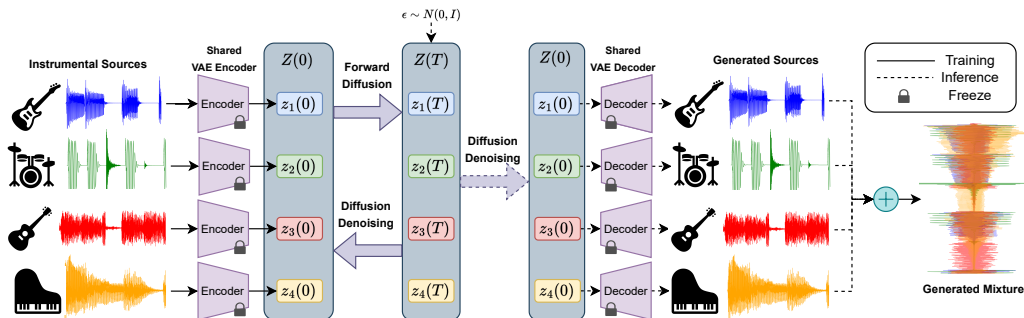 ϵ ∼ N(0, I)
Instrumental Sources
Shared
VAE Encoder
Z(0)
Forward
Diffusion
Z(T)
Z(0)
Shared
VAE Decoder
Generated Sources
Training
Inference
Freeze
Encoder
z₁(0)
z₁(T)
z₁(0)
Decoder
Encoder
z₂(0)
z₂(T)
Diffusion
Denoising
z₂(0)
Decoder
Encoder
z₃(0)
Diffusion
Denoising
z₃(T)
z₃(0)
Decoder
+
Encoder
z₄(0)
z₄(T)
z₄(0)
Decoder
Generated Mixture